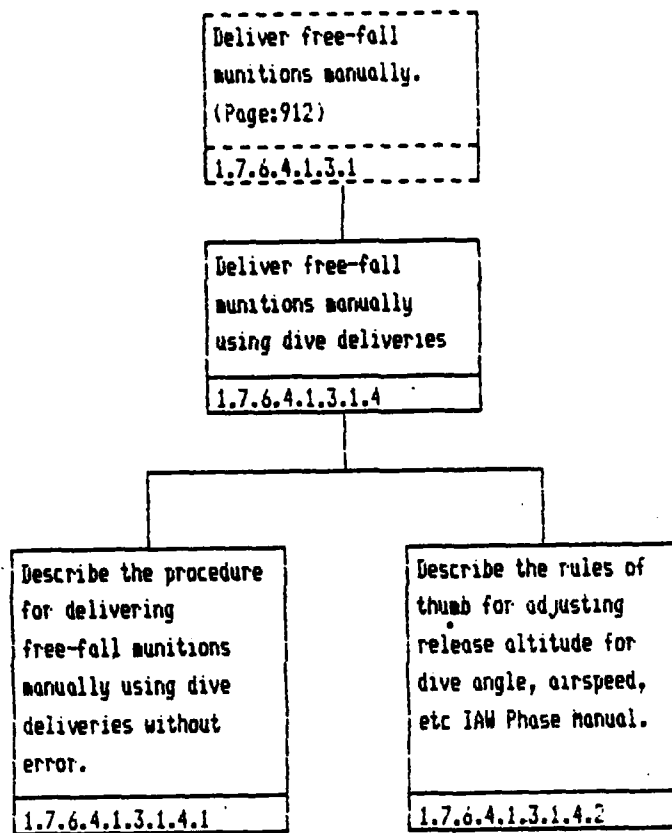 Deliver free-fall
munitions manually.
(Page:912)
1.7.6.4.1.3.1
Deliver free-fall
munitions manually
using dive deliveries
1.7.6.4.1.3.1.4
Describe the procedure
for delivering
free-fall munitions
manually using dive
deliveries without
error.
1.7.6.4.1.3.1.4.1
Describe the rules of
thumb for adjusting
release altitude for
dive angle, airspeed,
etc IAW Phase manual.
1.7.6.4.1.3.1.4.2